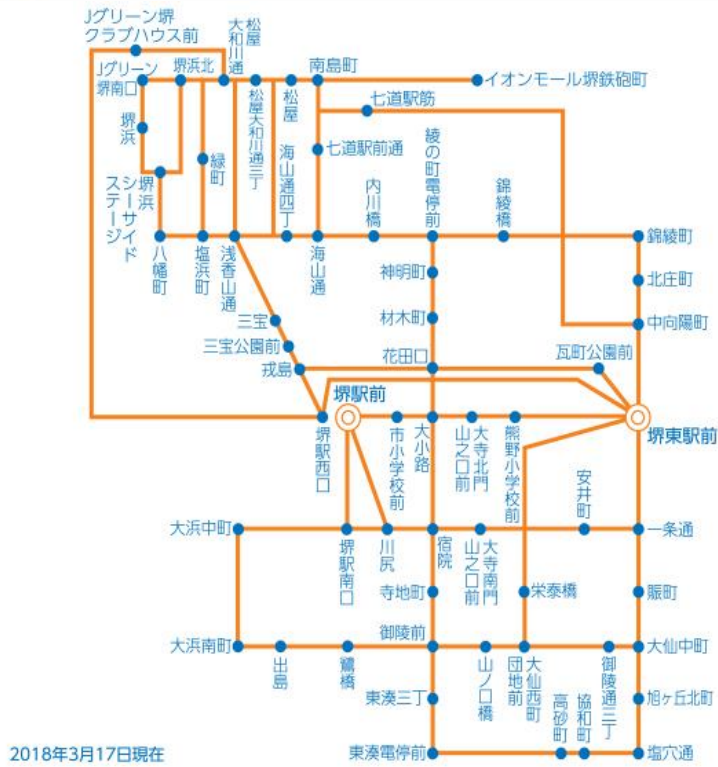 Jグリーン堺
クラブハウス前
松屋
大和川通
Jグリーン
堺南口
堺浜北
松屋大和川通三丁
松屋
南島町
イオンモール堺鉄砲町
七道駅筋
堺浜
緑町
海山通四丁
七道駅前通
内川橋
綾の町電停前
錦綾橋
堺浜
シーサイド
ステージ
八幡町
塩浜町
浅香山通
海山通
錦綾町
神明町
北庄町
三宝
材木町
中向陽町
三宝公園前
花田口
瓦町公園前
戎島
堺駅前
堺駅西口
市小学校前
大小路
大寺北門
山之口前
熊野小学校前
堺東駅前
安井町
大浜中町
堺駅南口
川尻
宿院
大寺南門
山之口前
一条通
寺地町
栄泰橋
賑町
大浜南町
出島
鷺橋
御陵前
山ノ口橋
大仙西町
団地前
御陵通三丁
大仙中町
東湊三丁
高砂町
協和町
旭ヶ丘北町
東湊電停前
塩穴通
2018年3月17日現在